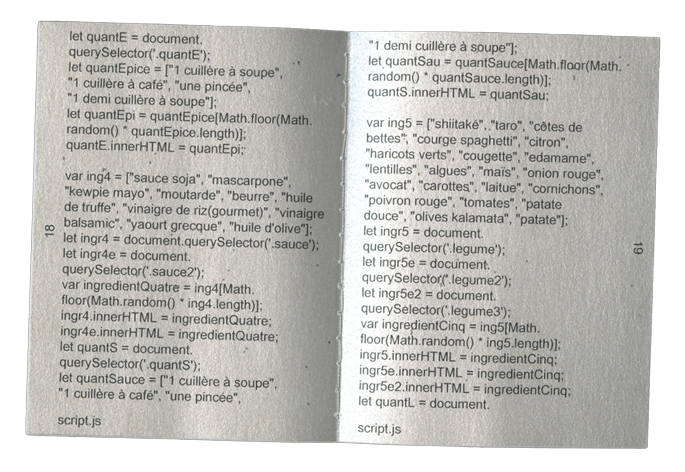 let quantE = document.
querySelector('.quantE');
let quantEpice = ["1 cuillère à soupe",
"1 cuillère à café", "une pincée",
"1 demi cuillère à soupe"];
let quantEpi = quantEpice[Math.floor(Math.
random() * quantEpice.length)];
quantE.innerHTML = quantEpi;
var ing4 = ["sauce soja", "mascarpone",
"kewpie mayo", "moutarde", "beurre", "huile
de truffe", "vinaigre de riz(gourmet)", "vinaigre
balsamic", "yaourt grecque", "huile d'olive"];
let ingr4 = document.querySelector('.sauce');
let ingr4e = document.
querySelector('.sauce2');
var ingredientQuatre = ing4[Math.
floor(Math.random() * ing4.length)];
ingr4.innerHTML = ingredientQuatre;
ingr4e.innerHTML = ingredientQuatre;
let quantS = document.
querySelector('.quantS');
let quantSauce = ["1 cuillère à soupe",
"1 cuillère à café", "une pincée",
script.js
18
"1 demi cuillère à soupe"];
let quantSau = quantSauce[Math.floor(Math.
random() * quantSauce.length)];
quantS.innerHTML = quantSau;
var ing5 = ["shiitaké", "taro", "côtes de
bettes", "courge spaghetti", "citron",
"haricots verts", "cougette", "edamame",
"lentilles", "algues", "maïs", "onion rouge",
"avocat", "carottes", "laitue", "cornichons",
"poivron rouge", "tomates", "patate
douce", "olives kalamata", "patate"];
let ingr5 = document.
querySelector('.legume');
let ingr5e = document.
querySelector('.legume2');
let ingr5e2 = document.
querySelector('.legume3');
var ingredientCinq = ing5[Math.
floor(Math.random() * ing5.length)];
ingr5.innerHTML = ingredientCinq;
ingr5e.innerHTML = ingredientCinq;
ingr5e2.innerHTML = ingredientCinq;
let quantL = document.
script.js
19